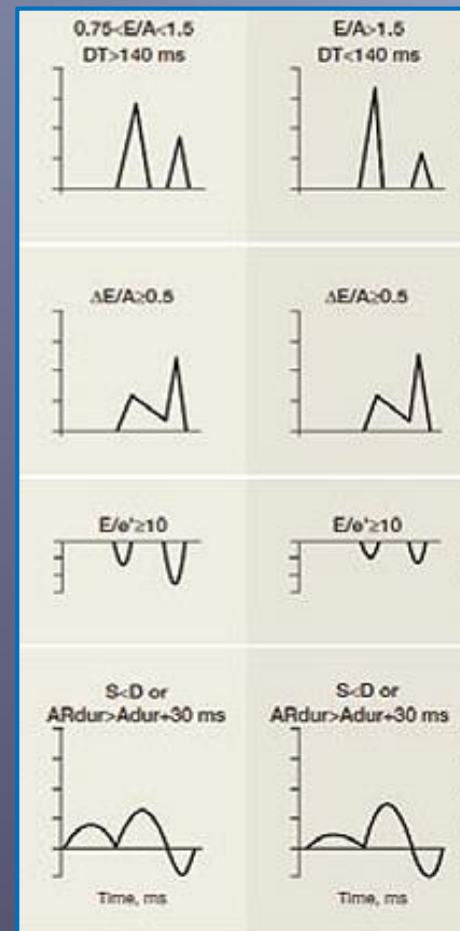 0.75<E/A<1.5
DT>140 ms
E/A>1.5
DT<140 ms
ΔE/A≥0.5
ΔE/A≥0.5
E/e'≥10
E/e'≥10
S<D or
ARdur>Adur+30 ms
S<D or
ARdur>Adur+30 ms
Time, ms
Time, ms